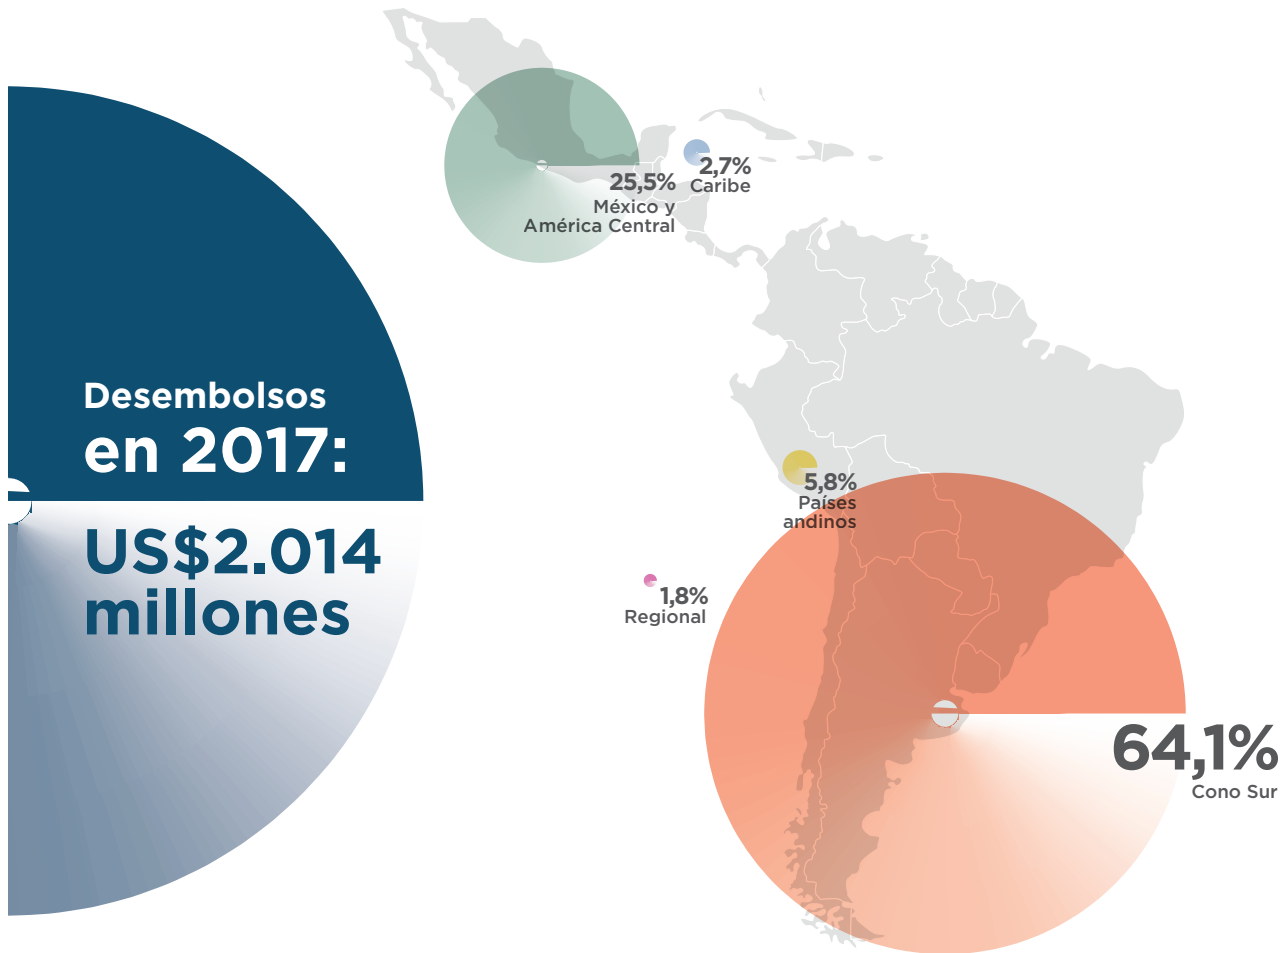 Desembolsos
en 2017:
US$2.014
millones
25,5%
México y
América Central
2,7%
Caribe
5,8%
Países
andinos
1,8%
Regional
64,1%
Cono Sur